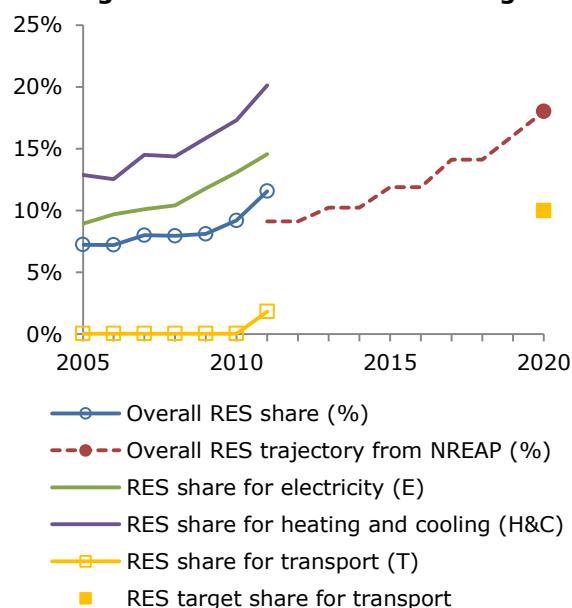 25%
20%
15%
10%
5%
0%
2005 2010 2015 2020
Overall RES share (%)
Overall RES trajectory from NREAP (%)
RES share for electricity (E)
RES share for heating and cooling (H&C)
RES share for transport (T)
RES target share for transport